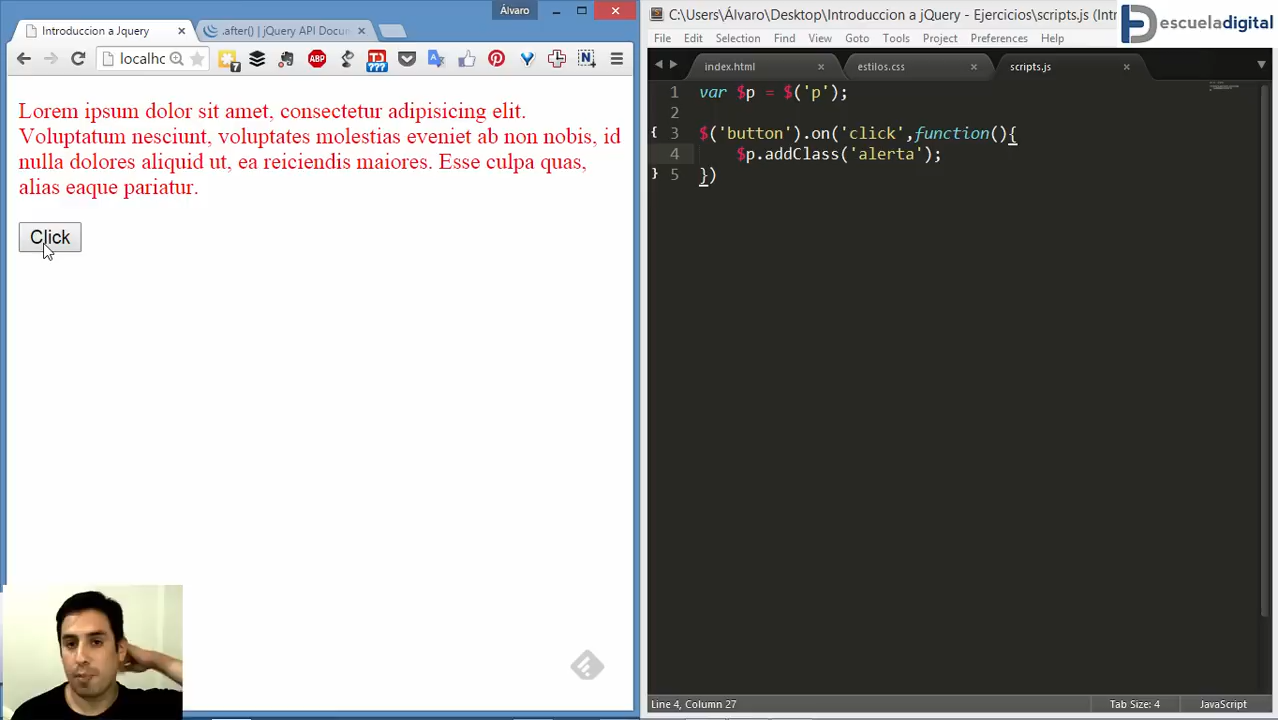 Álvaro
Introduccion a Jquery
.after() | jQuery API Docum
localhc
7
ABP
???
N
Lorem ipsum dolor sit amet, consectetur adipisicing elit.
Voluptatum nesciunt, voluptates molestias eveniet ab non nobis, id
nulla dolores aliquid ut, ea reiciendis maiores. Esse culpa quas,
alias eaque pariatur.
Click
C:\Users\Álvaro\Desktop\Introduccion a jQuery - Ejercicios\scripts.js (Intr
escueladigital
File Edit Selection Find View Goto Tools Project Preferences Help
index.html
estilos.css
scripts.js
1 var $p = $('p');
2
3 $('button').on('click',function(){
4 $p.addClass('alerta');
5 })
Line 4, Column 27
Tab Size: 4
JavaScript